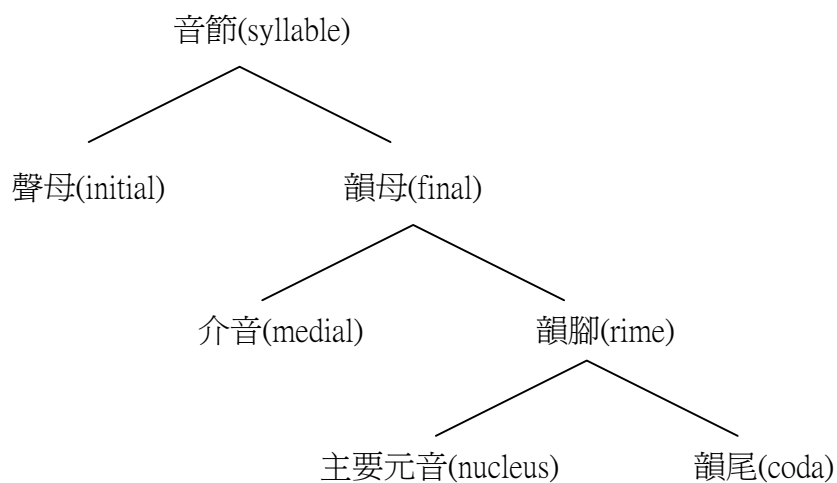 音節(syllable)
聲母(initial)
韻母(final)
介音(medial)
韻腳(rime)
主要元音(nucleus)
韻尾(coda)